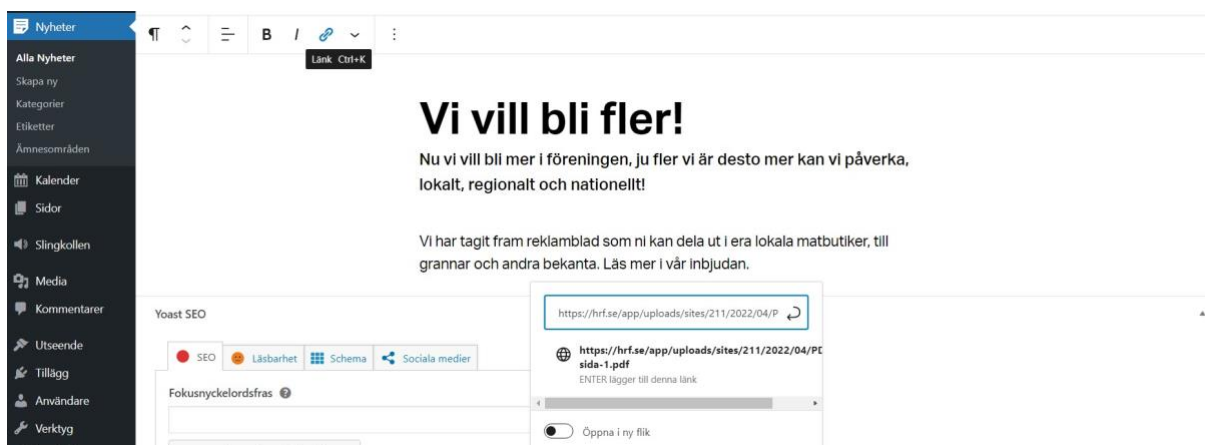 Nyheter
Alla Nyheter
Skapa ny
Kategorier
Etiketter
Ämnesområden
Kalender
Sidor
Slingkollen
Media
Kommentarer
Utseende
Tillägg
Användare
Verktyg
B I
Länk Ctrl+K
Vi vill bli fler!
Nu vi vill bli mer i föreningen, ju fler vi är desto mer kan vi påverka,
lokalt, regionalt och nationellt!
Vi har tagit fram reklamblad som ni kan dela ut i era lokala matbutiker, till
grannar och andra bekanta. Läs mer i vår inbjudan.
Yoast SEO
SEO Läsbarhet Schema Sociala medier
Fokusnyckelordsfras
https://hrf.se/app/uploads/sites/211/2022/04/P
https://hrf.se/app/uploads/sites/211/2022/04/PD
sida-1.pdf
ENTER lägger till denna länk
Öppna i ny flik